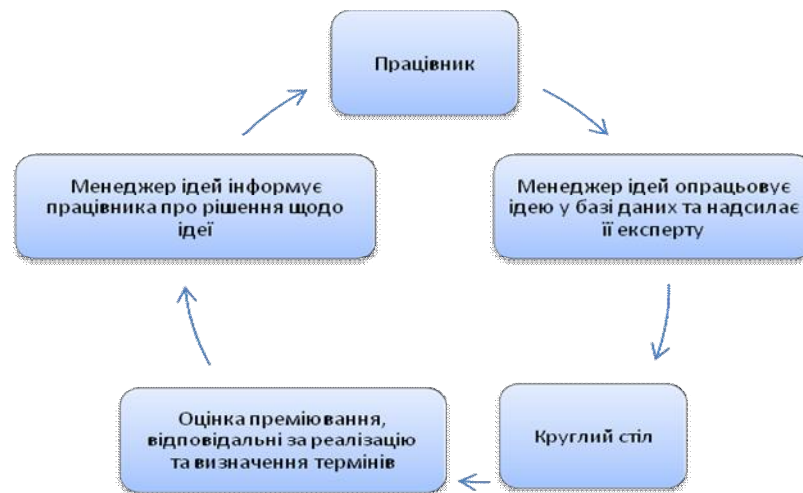 Працівник
Менеджер ідей опрацьовує
ідею у базі даних та надсилає
її експерту
Круглий стіл
Оцінка преміювання,
відповідальні за реалізацію
та визначення термінів
Менеджер ідей інформує
працівника про рішення щодо
ідеї